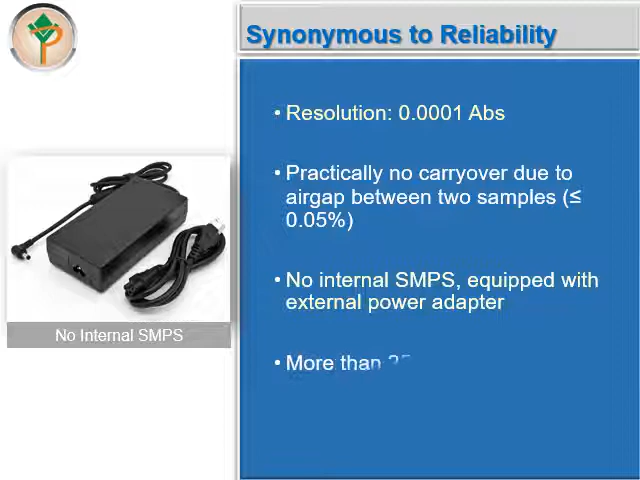 Synonymous to Reliability
• Resolution: 0.0001 Abs
• Practically no carryover due to
airgap between two samples (≤
0.05%)
• No internal SMPS, equipped with
external power adapter
No Internal SMPS
• More than